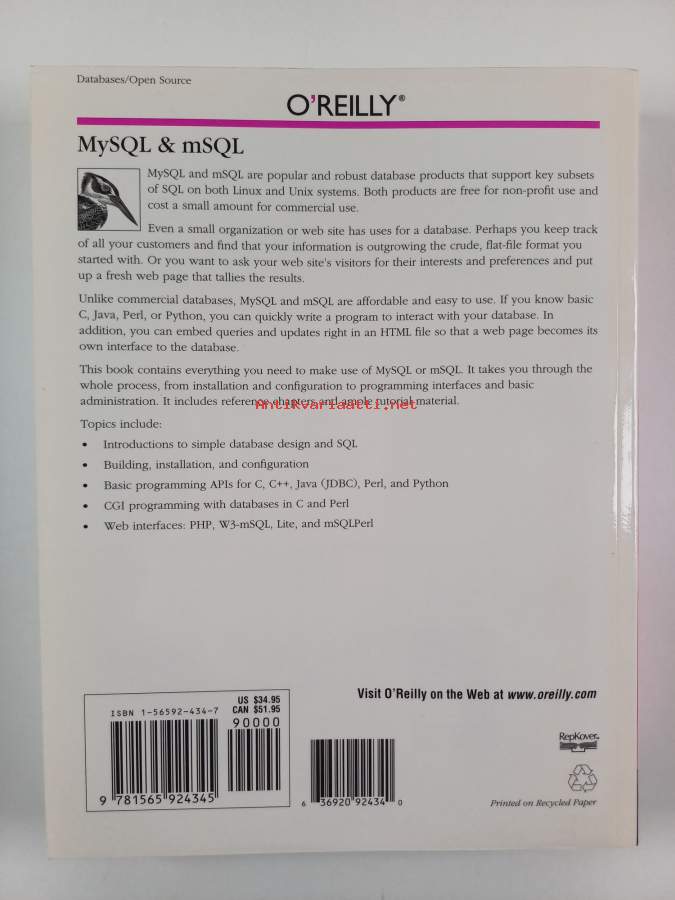 Databases/Open Source
O'REILLY®
MySQL & mSQL
MySQL and mSQL are popular and robust database products that support key subsets
of SQL on both Linux and Unix systems. Both products are free for non-profit use and
cost a small amount for commercial use.
Even a small organization or web site has uses for a database. Perhaps you keep track
of all your customers and find that your information is outgrowing the crude, flat-file format you
started with. Or you want to ask your web site's visitors for their interests and preferences and put
up a fresh web page that tallies the results.
Unlike commercial databases, MySQL and mSQL are affordable and easy to use. If you know basic
C, Java, Perl, or Python, you can quickly write a program to interact with your database. In
addition, you can embed queries and updates right in an HTML file so that a web page becomes its
own interface to the database.
This book contains everything you need to make use of MySQL or mSQL. It takes you through the
whole process, from installation and configuration to programming interfaces and basic
administration. It includes reference chapters and ample tutorial material.
Antikvariaatti.net
Topics include:
• Introductions to simple database design and SQL
• Building, installation, and configuration
• Basic programming APIs for C, C++, Java (JDBC), Perl, and Python
• CGI programming with databases in C and Perl
• Web interfaces: PHP, W3-mSQL, Lite, and mSQLPerl
US $34.95
CAN $51.95
ISBN 1-56592-434-7
90000
9 781565 924345
6 36920 92434 0
Visit O'Reilly on the Web at www.oreilly.com
RepKover™
Printed on Recycled Paper